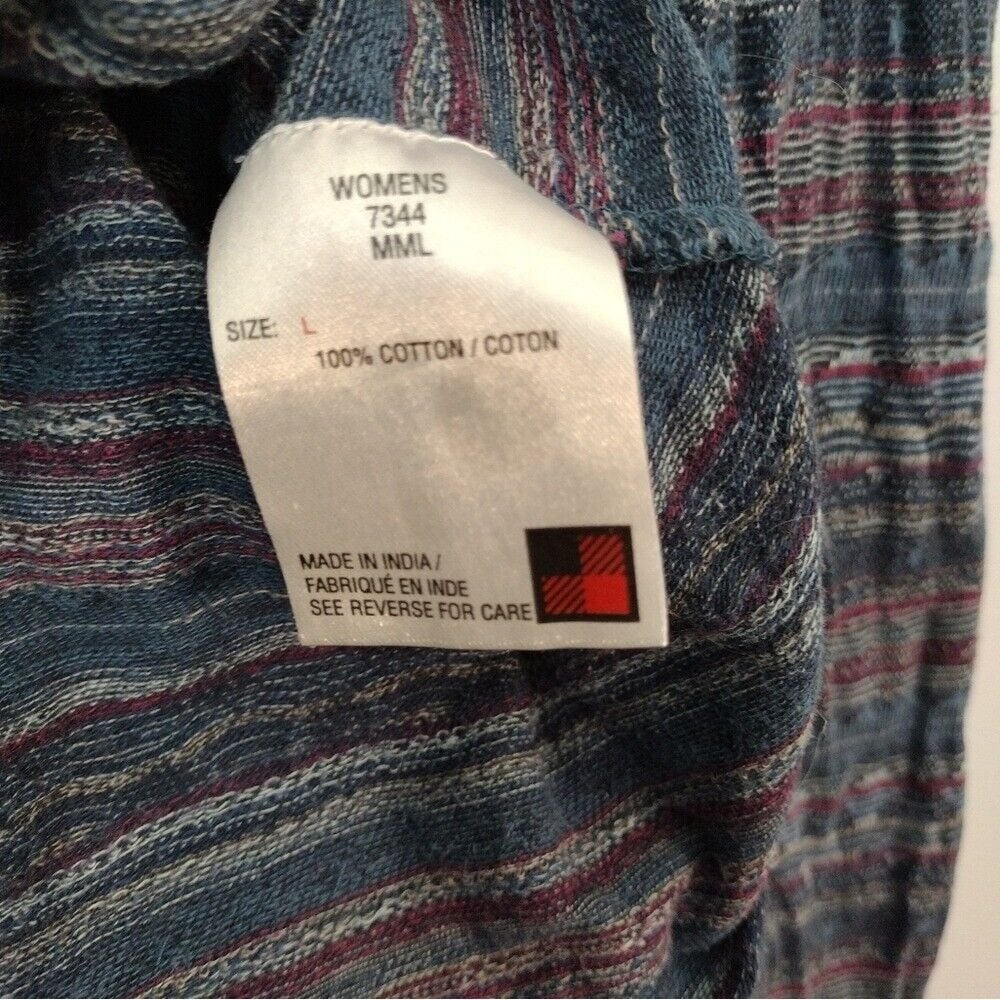 WOMENS
7344
MML
SIZE: L
100% COTTON / COTON
MADE IN INDIA /
FABRIQUÉ EN INDE
SEE REVERSE FOR CARE